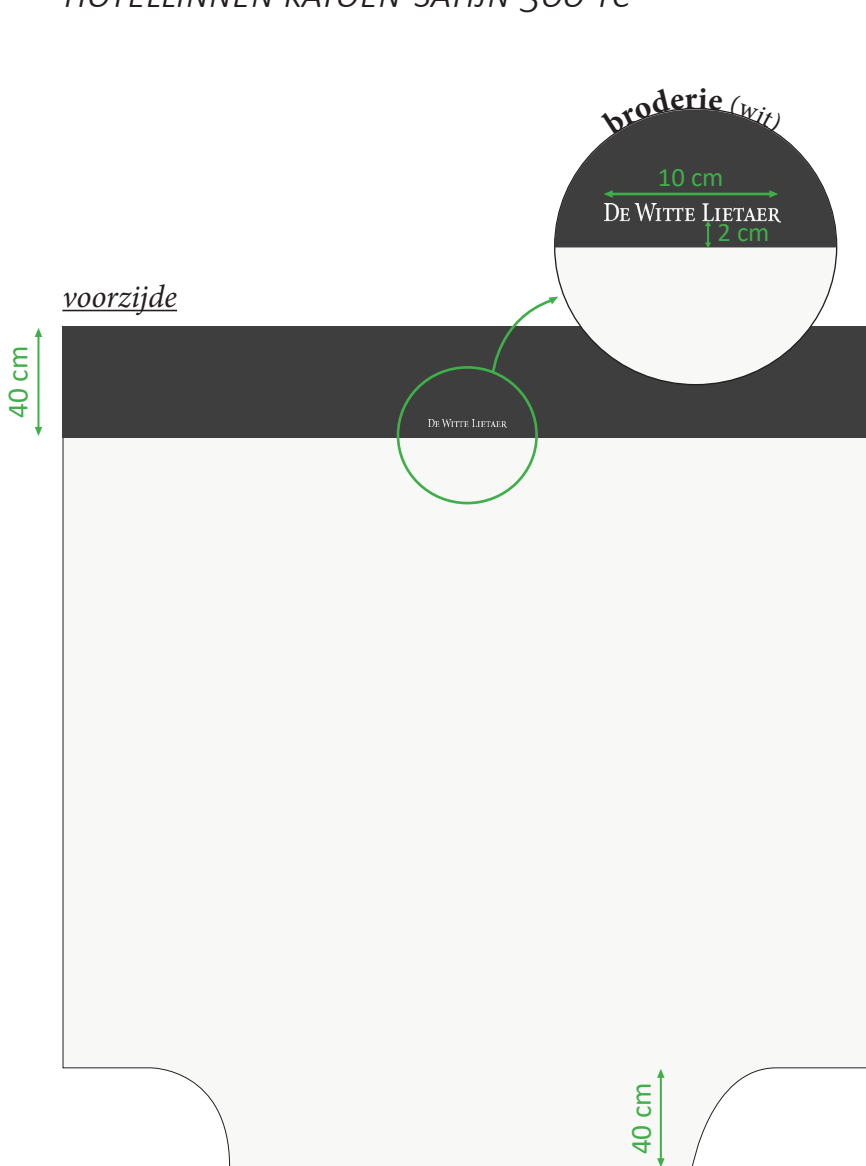 HOTELLINNEN KATOEN-SATIJN 300 TC
broderie (wit)
10 cm
DE WITTE LIETAER
2 cm
voorzijde
40 cm
DE WITTE LIETAER
40 cm